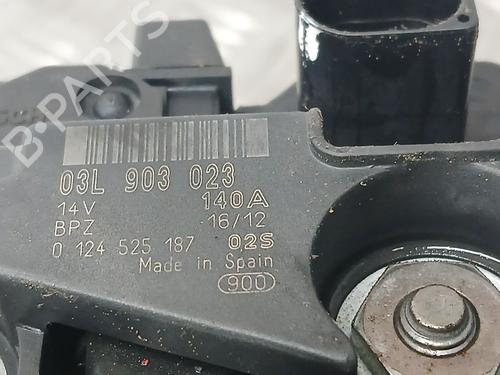 B-PARTS
03L 903 023
14V 140A
BPZ 16/12
0 124 525 187 02S
Made in Spain
900